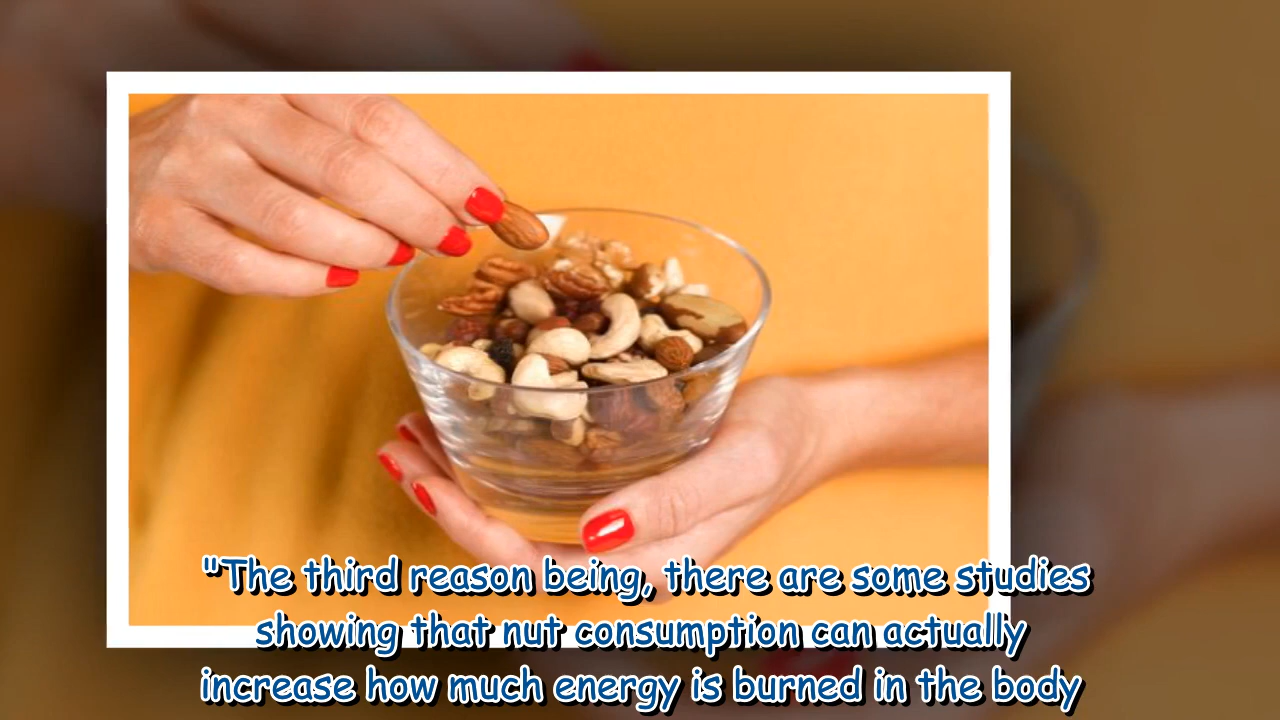 "The third reason being, there are some studies
showing that nut consumption can actually
increase how much energy is burned in the body